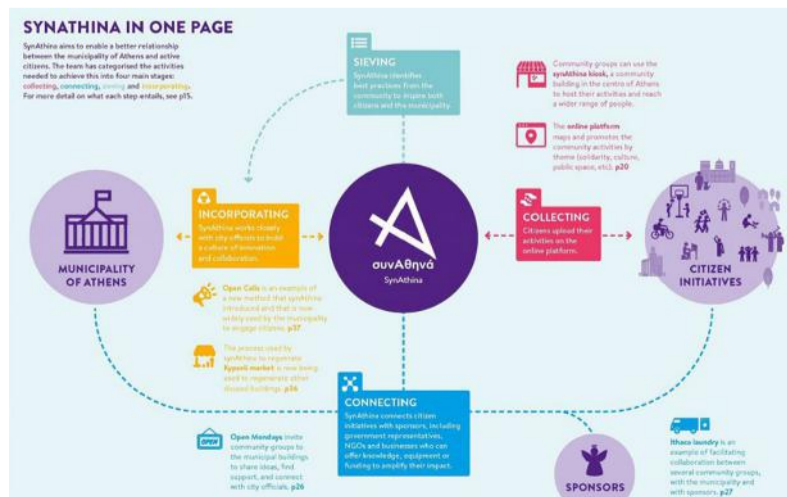 SYNATHINA IN ONE PAGE
SynAthina aims to enable a better relationship
between the municipality of Athens and active
citizens. The team has categorised the activities
needed to achieve this into four main stages:
collecting, connecting, sieving and incorporating.
For more detail on what each step entails, see p15.
SIEVING
SynAthina identifies
best practices from the
community to inspire both
citizens and the municipality.
Community groups can use the
synAthina kiosk, a community
building in the centre of Athens
to host their activities and reach
a wider range of people.
The online platform
maps and promotes the
community activities by
theme (solidarity, culture,
public space, etc). p20
MUNICIPALITY
OF ATHENS
INCORPORATING
SynAthina works closely
with city officials to build
a culture of innovation
and collaboration.
συνΑθηνά
SynAthina
COLLECTING
Citizens upload their
activities on the
online platform.
CITIZEN
INITIATIVES
Open Calls is an example of
a new method that synAthina
introduced and that is now
widely used by the municipality
to engage citizens. p37
The process used by
synAthina to regenerate
Kypseli market is now being
used to regenerate other
disused buildings. p36
CONNECTING
SynAthina connects citizen
initiatives with sponsors, including
government representatives,
NGOs and businesses who can
offer knowledge, equipment or
funding to amplify their impact.
OPEN
Open Mondays invite
community groups to
the municipal buildings
to share ideas, find
support, and connect
with city officials. p26
SPONSORS
Ithaca laundry is an
example of facilitating
collaboration between
several community groups,
with the municipality and
with sponsors. p27